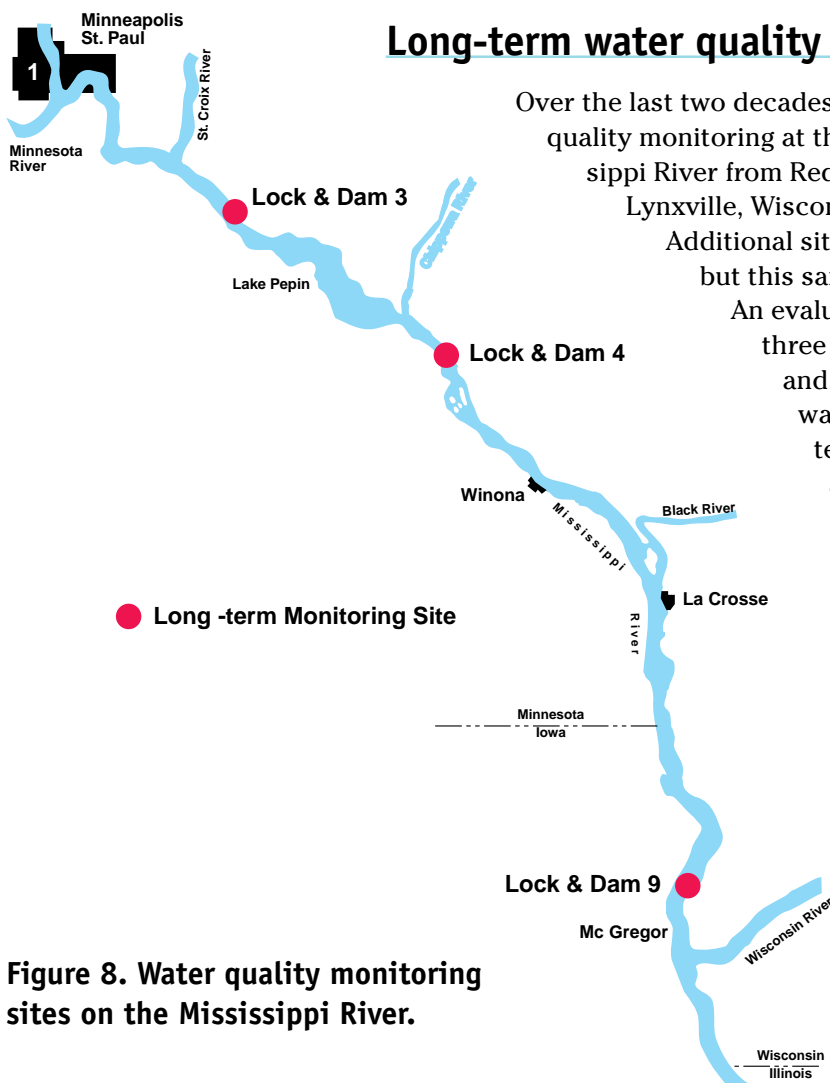 Minneapolis
St. Paul
1
Long-term water quality
St. Croix River
Minnesota
River
Over the last two decades
quality monitoring at th
sippi River from Red
Lynxville, Wiscon
Additional sit
but this sar
An evalu
three
and
wa
te
Lock & Dam 3
Chippewa River
Lake Pepin
Lock & Dam 4
Winona
Mississippi
River
Black River
La Crosse
Long -term Monitoring Site
Minnesota
Iowa
Lock & Dam 9
Mc Gregor
Wisconsin River
Figure 8. Water quality monitoring
sites on the Mississippi River.
Wisconsin
Illinois